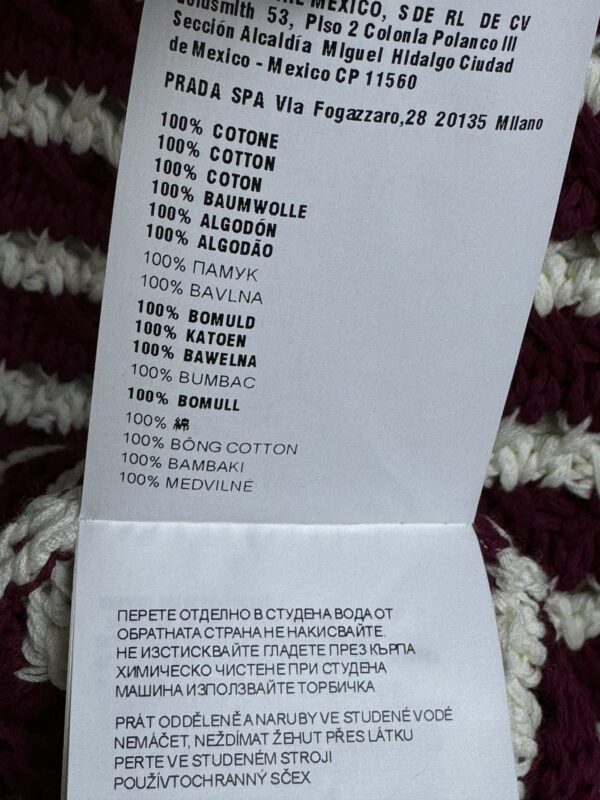 MEXICO, S DE RL DE CV
Goldsmith 53, Piso 2 Colonia Polanco III
Sección Alcaldía Miguel Hidalgo Ciudad
de Mexico - Mexico CP 11560
PRADA SPA Via Fogazzaro,28 20135 Milano
100% COTONE
100% COTTON
100% COTON
100% BAUMWOLLE
100% ALGODÓN
100% ALGODÃO
100% ПАМУК
100% BAVLNA
100% BOMULD
100% KATOEN
100% BAWELNA
100% BUMBAC
100% BOMULL
100% 綿
100% BÔNG COTTON
100% BAMBAKI
100% MEDVILNE
ПЕРЕТЕ ОТДЕЛНО В СТУДЕНА ВОДА ОТ
ОБРАТНАТА СТРАНА НЕ НАКИСВАЙТЕ.
НЕ ИЗСТИСКВАЙТЕ ГЛАДЕТЕ ПРЕЗ КЪРПА
ХИМИЧЕСКО ЧИСТЕНЕ ПРИ СТУДЕНА
МАШИНА ИЗПОЛЗВАЙТЕ ТОРБИЧКА
PRÁT ODDĚLENĚ A NARUBY VE STUDENÉ VODĚ
NEMÁČET, NEŽDÍMAT ŽEHUT PŘES LÁTKU
PERTE VE STUDENÉM STROJI
POUŽÍVTOCHRANNÝ SČEX